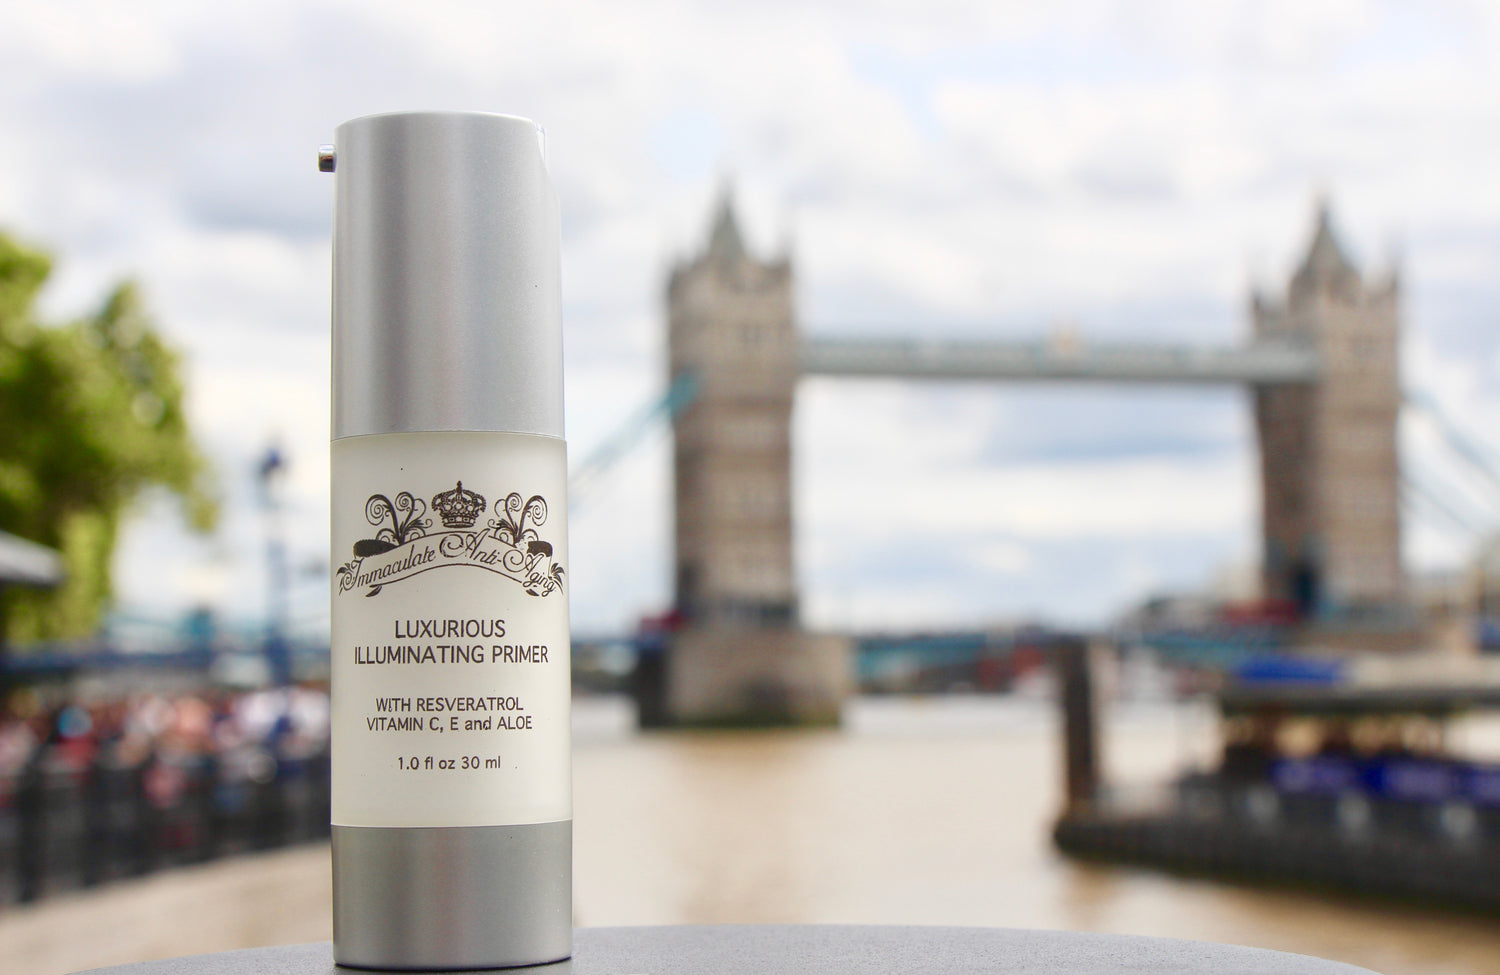 Immaculate Anti-Aging
LUXURIOUS
ILLUMINATING PRIMER
WITH RESVERATROL
VITAMIN C, E and ALOE
1.0 fl oz 30 ml